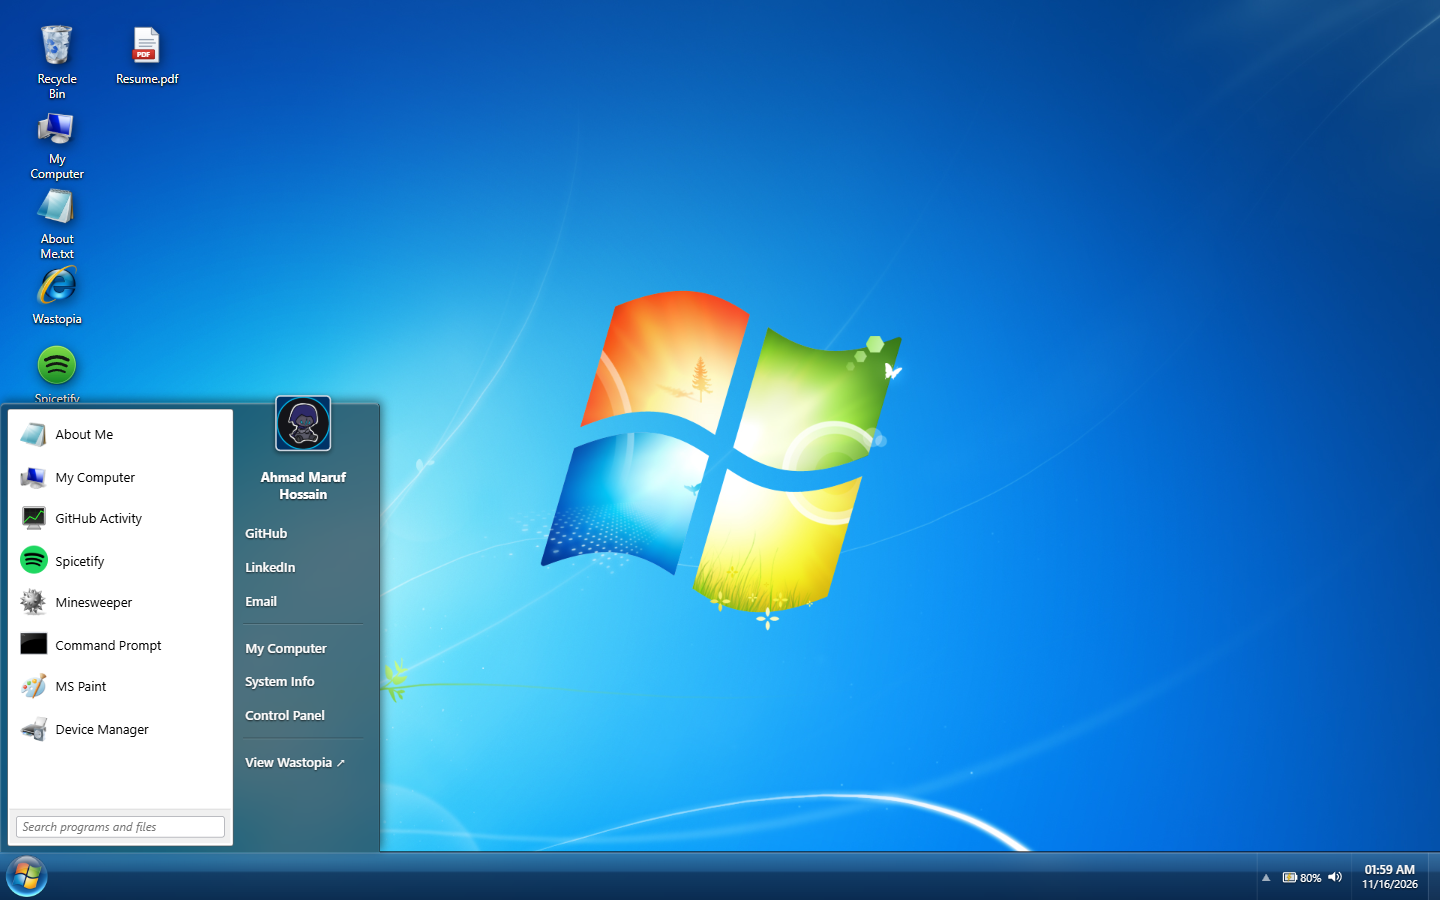 Recycle
Bin
Resume.pdf
PDF
My
Computer
About
Me.txt
Wastopia
Spicetify
About Me
My Computer
GitHub Activity
Spicetify
Minesweeper
Command Prompt
MS Paint
Device Manager
Search programs and files
Ahmad Maruf
Hossain
GitHub
LinkedIn
Email
My Computer
System Info
Control Panel
View Wastopia ↗
80%
01:59 AM
11/16/2026